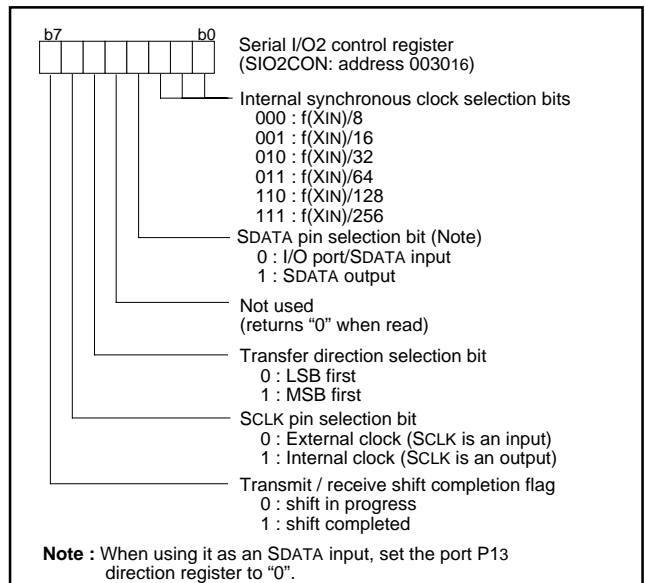 b7 b0
Serial I/O2 control register
(SIO2CON: address 003016)
Internal synchronous clock selection bits
000 : f(XIN)/8
001 : f(XIN)/16
010 : f(XIN)/32
011 : f(XIN)/64
110 : f(XIN)/128
111 : f(XIN)/256
SDATA pin selection bit (Note)
0 : I/O port/SDATA input
1 : SDATA output
Not used
(returns “0” when read)
Transfer direction selection bit
0 : LSB first
1 : MSB first
SCLK pin selection bit
0 : External clock (SCLK is an input)
1 : Internal clock (SCLK is an output)
Transmit / receive shift completion flag
0 : shift in progress
1 : shift completed
Note : When using it as an SDATA input, set the port P13
direction register to “0”.